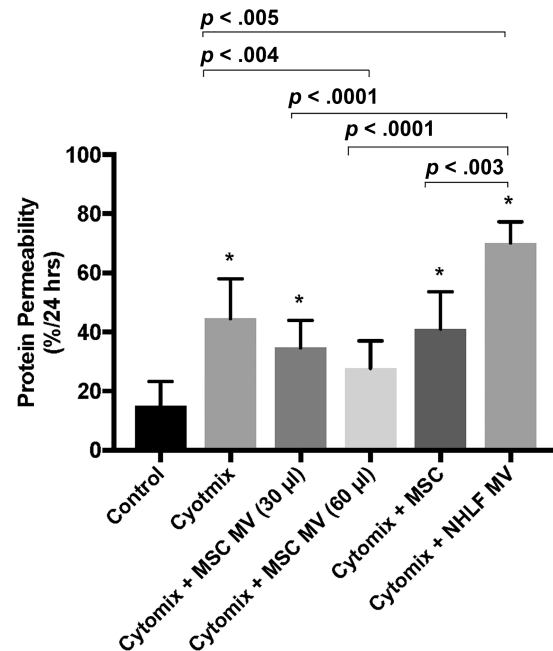 p < .005
p < .004
p < .0001
p < .0001
p < .003
Protein Permeability
(%/24 hrs)
100
80
60
40
20
0
*
*
*
*
Control
Cyotmix
Cytomix + MSC MV (30 µl)
Cytomix + MSC MV (60 µl)
Cytomix + MSC
Cytomix + NHLF MV